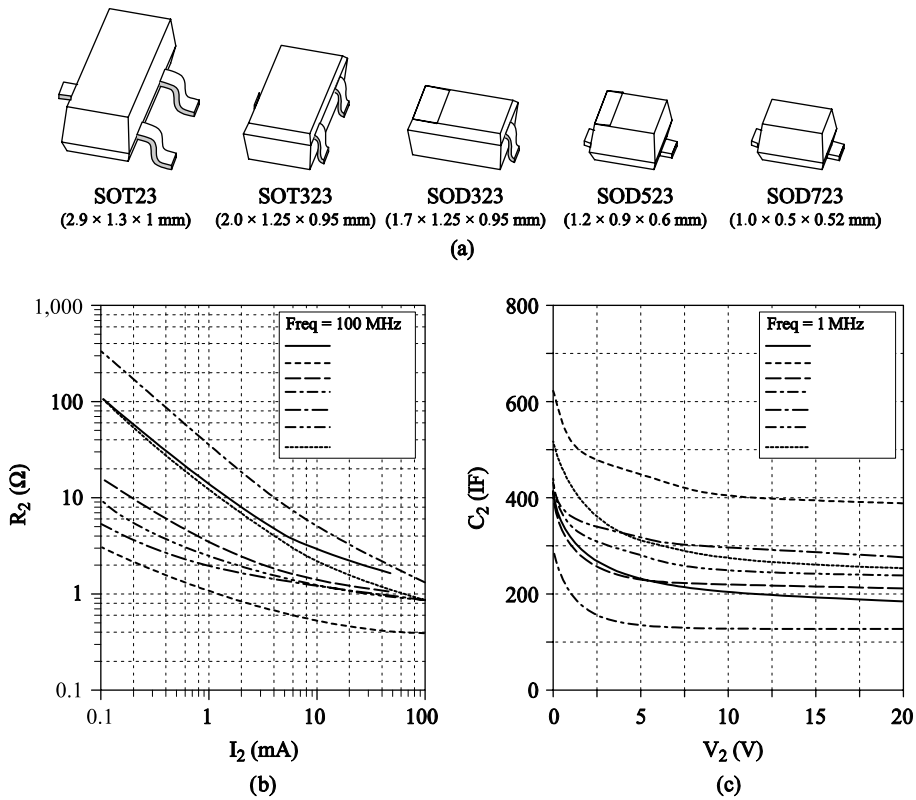 SOT23
(2.9 × 1.3 × 1 mm)
SOT323
(2.0 × 1.25 × 0.95 mm)
SOD323
(1.7 × 1.25 × 0.95 mm)
SOD523
(1.2 × 0.9 × 0.6 mm)
SOD723
(1.0 × 0.5 × 0.52 mm)
(a)
1,000
100
10
1
0.1
R2 (Ω)
Freq = 100 MHz
0.1
1
10
100
I2 (mA)
(b)
800
600
400
200
0
C2 (IF)
Freq = 1 MHz
0
5
10
15
20
V2 (V)
(c)